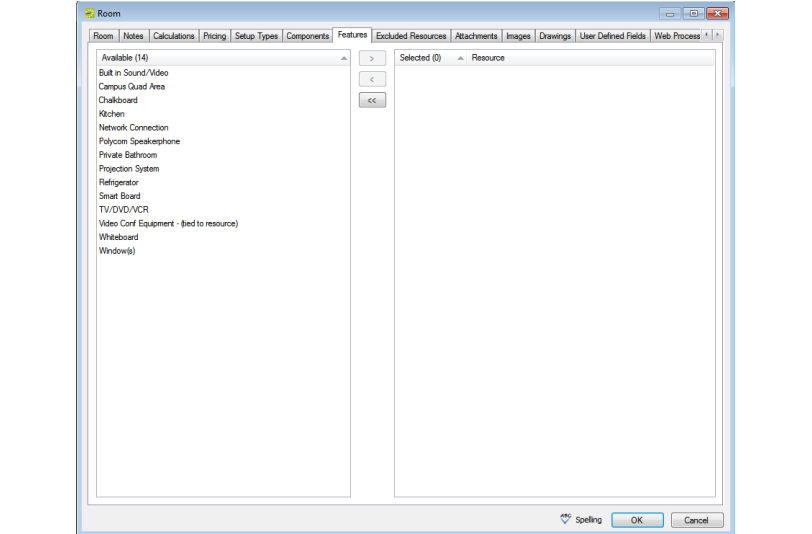 Room
Room Notes Calculations Pricing Setup Types Components Features Excluded Resources Attachments Images Drawings User Defined Fields Web Process
Available (14)
Built in Sound/Video
Campus Quad Area
Chalkboard
Kitchen
Network Connection
Polycom Speakerphone
Private Bathroom
Projection System
Refrigerator
Smart Board
TV/DVD/VCR
Video Conf Equipment - (tied to resource)
Whiteboard
Window(s)
>
<
<<
Selected (0) Resource
ABC Spelling OK Cancel